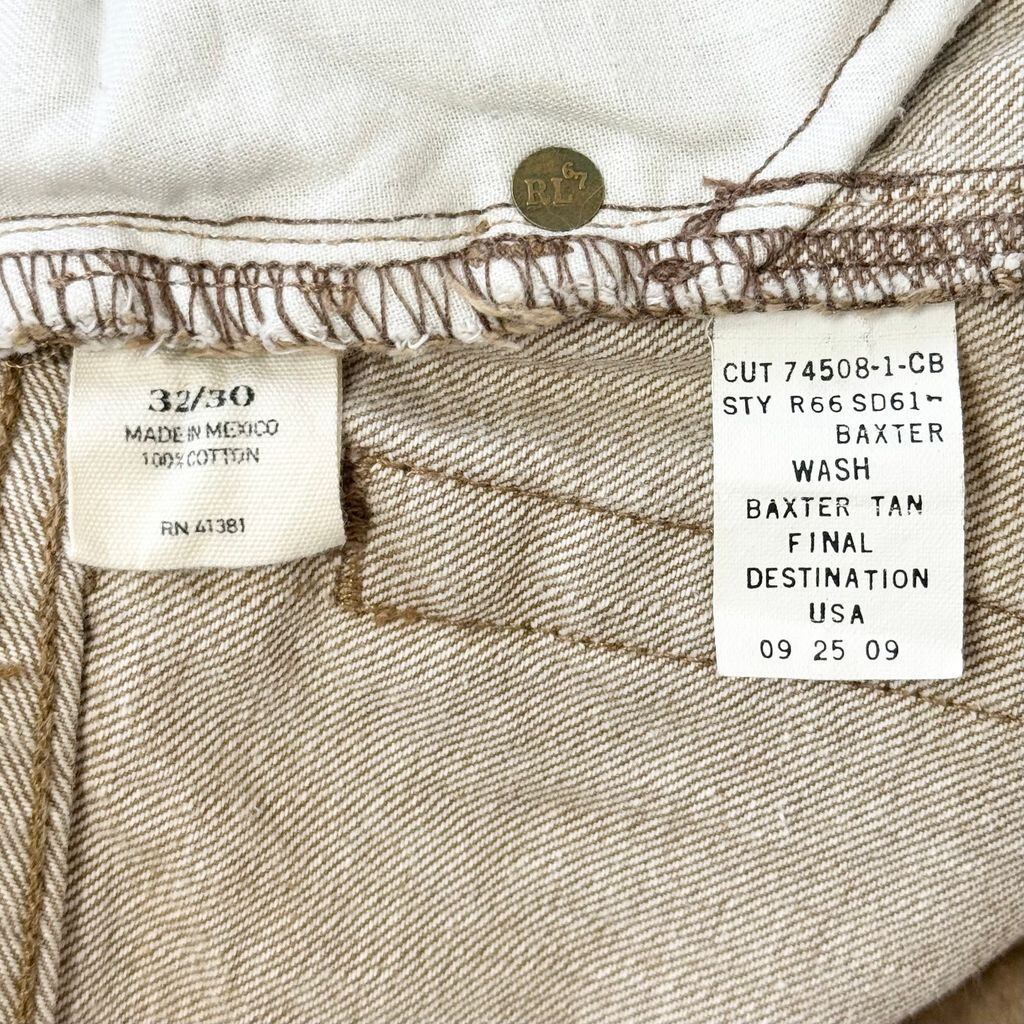 RL67
32/30
MADE IN MEXICO
100% COTTON
RN 41381
CUT 74508-1-CB
STY R66 SD61-
BAXTER
WASH
BAXTER TAN
FINAL
DESTINATION
USA
09 25 09